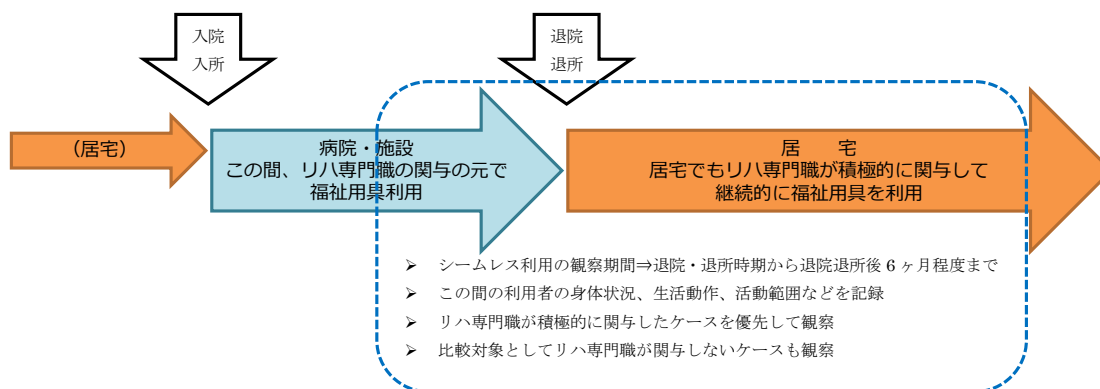 入院
入所
退院
退所
(居宅)
病院・施設
この間、リハ専門職の関与の元で
福祉用具利用
居　宅
居宅でもリハ専門職が積極的に関与して
継続的に福祉用具を利用
➢ シームレス利用の観察期間⇒退院・退所時期から退院退所後 6 ヶ月程度まで
➢ この間の利用者の身体状況、生活動作、活動範囲などを記録
➢ リハ専門職が積極的に関与したケースを優先して観察
➢ 比較対象としてリハ専門職が関与しないケースも観察